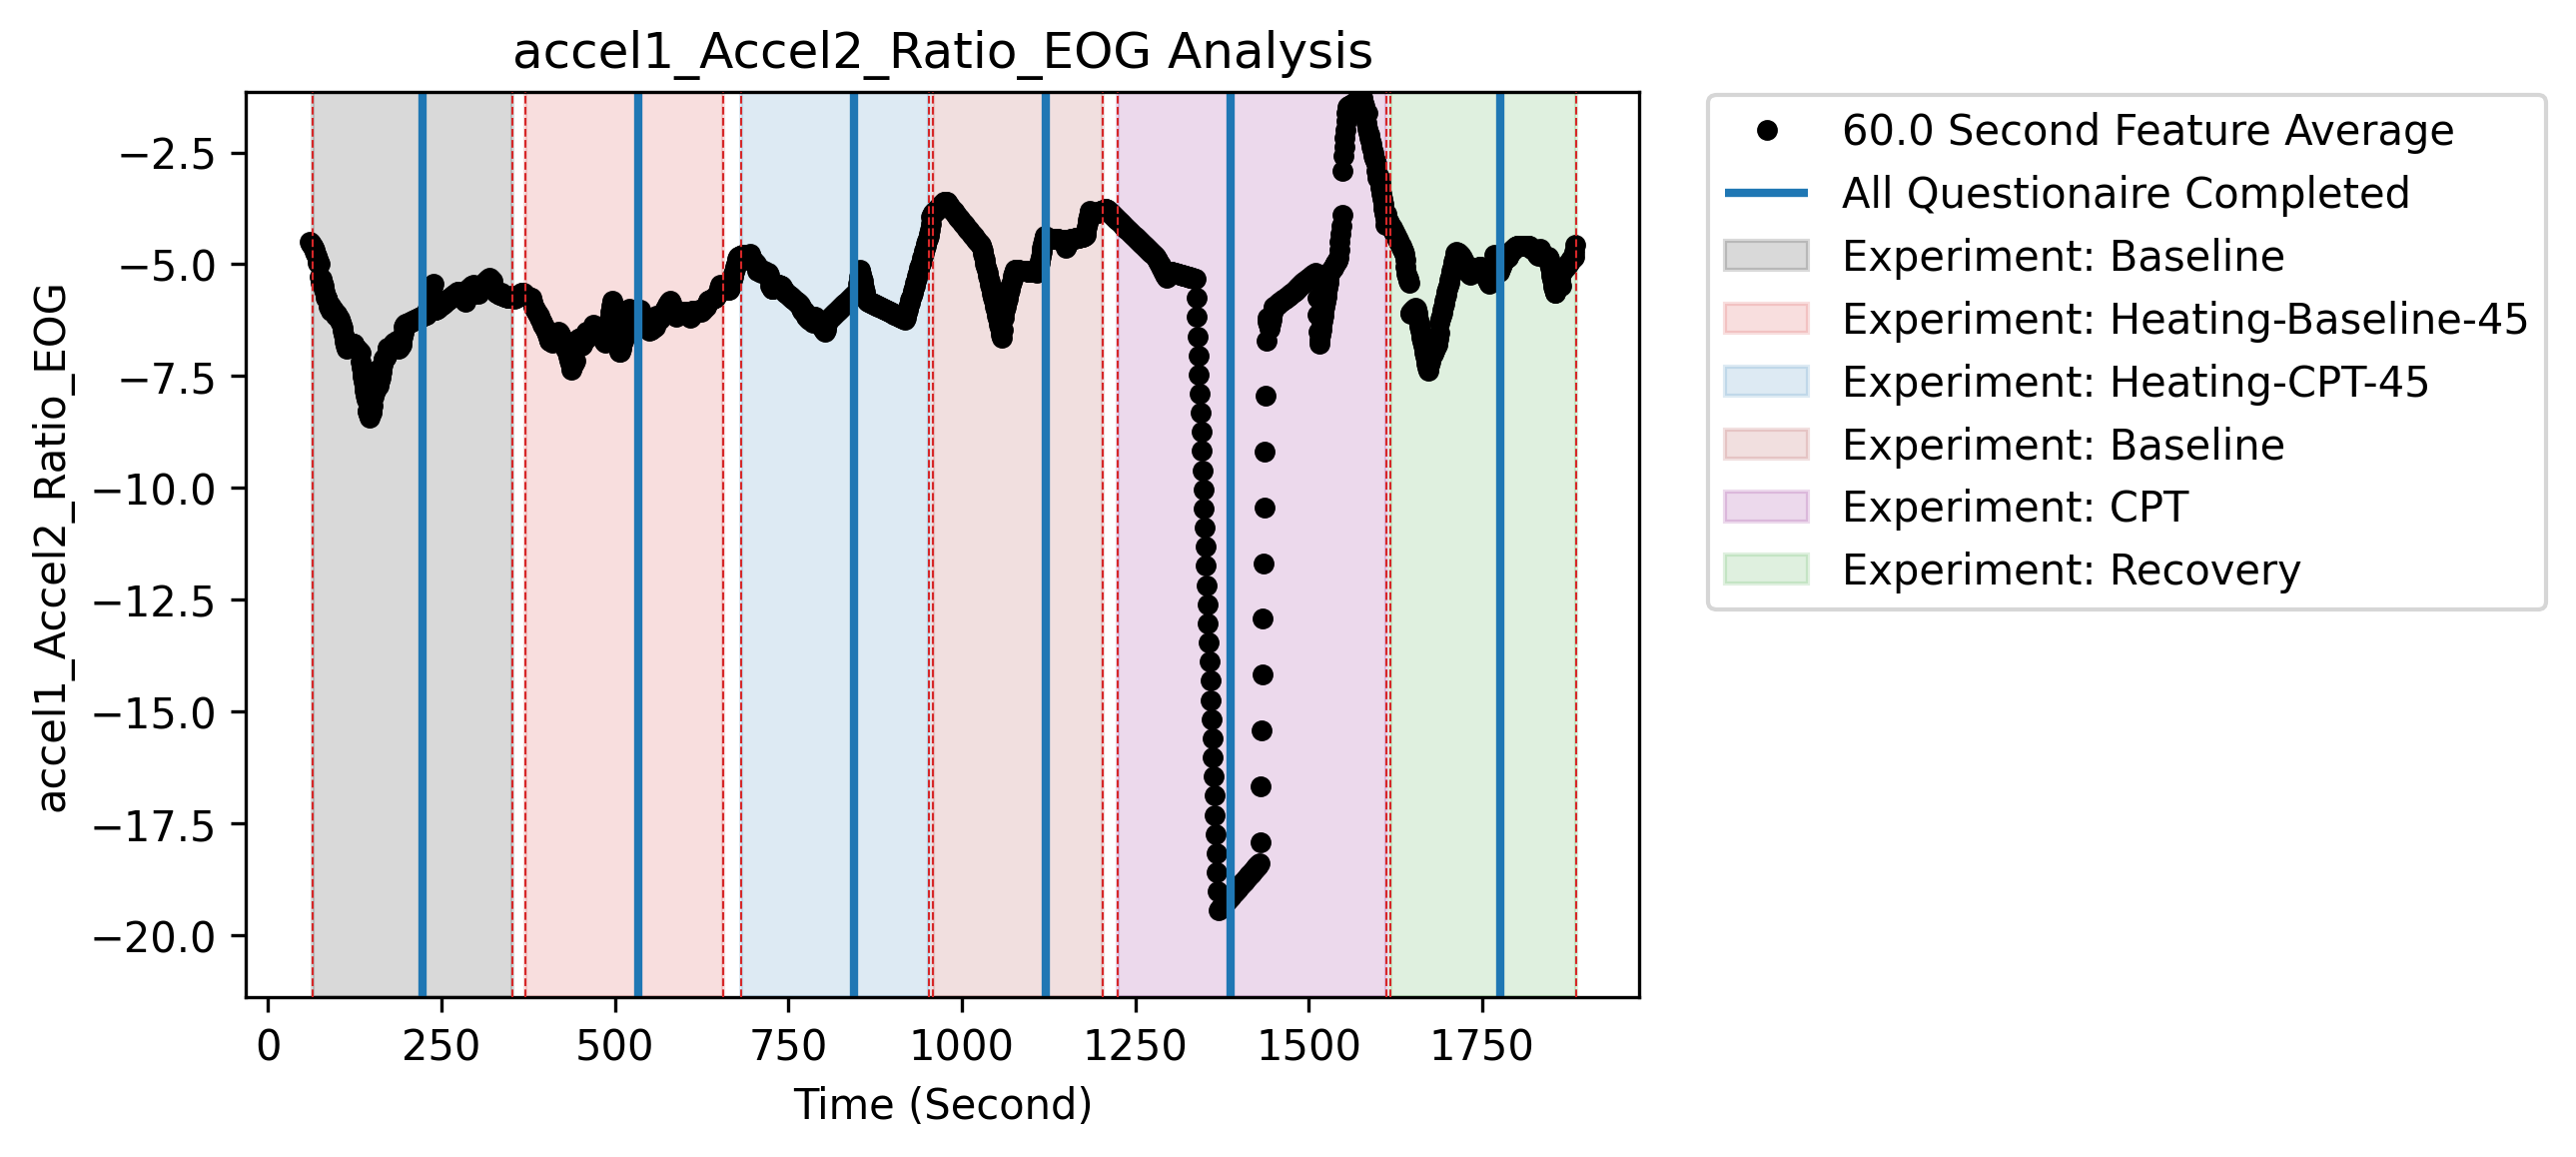 accel1_Accel2_Ratio_EOG Analysis
accel1_Accel2_Ratio_EOG
−2.5
−5.0
−7.5
−10.0
−12.5
−15.0
−17.5
−20.0
0 250 500 750 1000 1250 1500 1750
Time (Second)
60.0 Second Feature Average
All Questionaire Completed
Experiment: Baseline
Experiment: Heating-Baseline-45
Experiment: Heating-CPT-45
Experiment: Baseline
Experiment: CPT
Experiment: Recovery